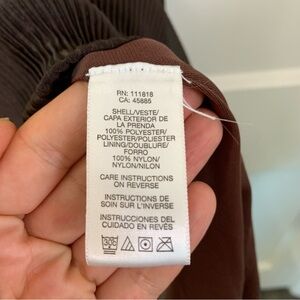 RN: 111818
CA: 45885
SHELL/VESTE/
CAPA EXTERIOR DE
LA PRENDA
100% POLYESTER/
POLYESTER/POLIESTER
LINING/DOUBLURE/
FORRO
100% NYLON/
NYLON/NILON
CARE INSTRUCTIONS
ON REVERSE
INSTRUCTIONS DE
SOIN SUR L'INVERSE
INSTRUCCIONES DEL
CUIDADO EN REVÉS